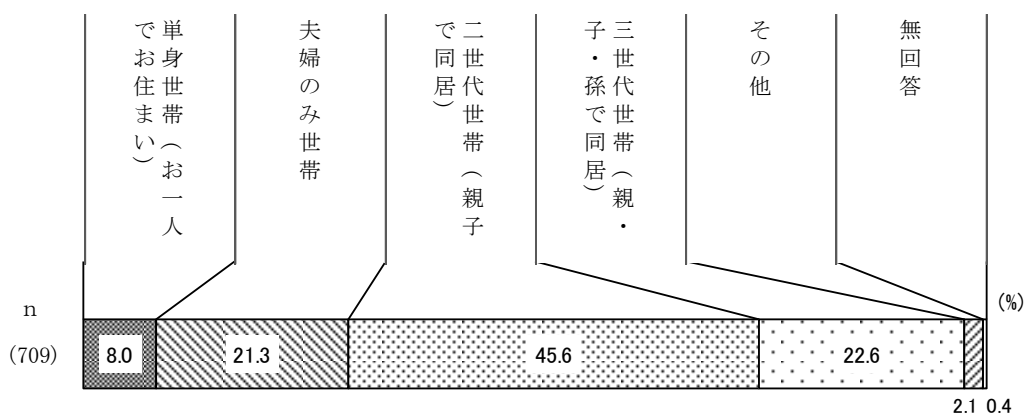 単身世帯（お一人
でお住まい）
夫婦のみ世帯
二世代世帯（親子
で同居）
三世代世帯（親・
子・孫で同居）
その他
無回答
(%)
n
(709)
8.0
21.3
45.6
22.6
2.1
0.4